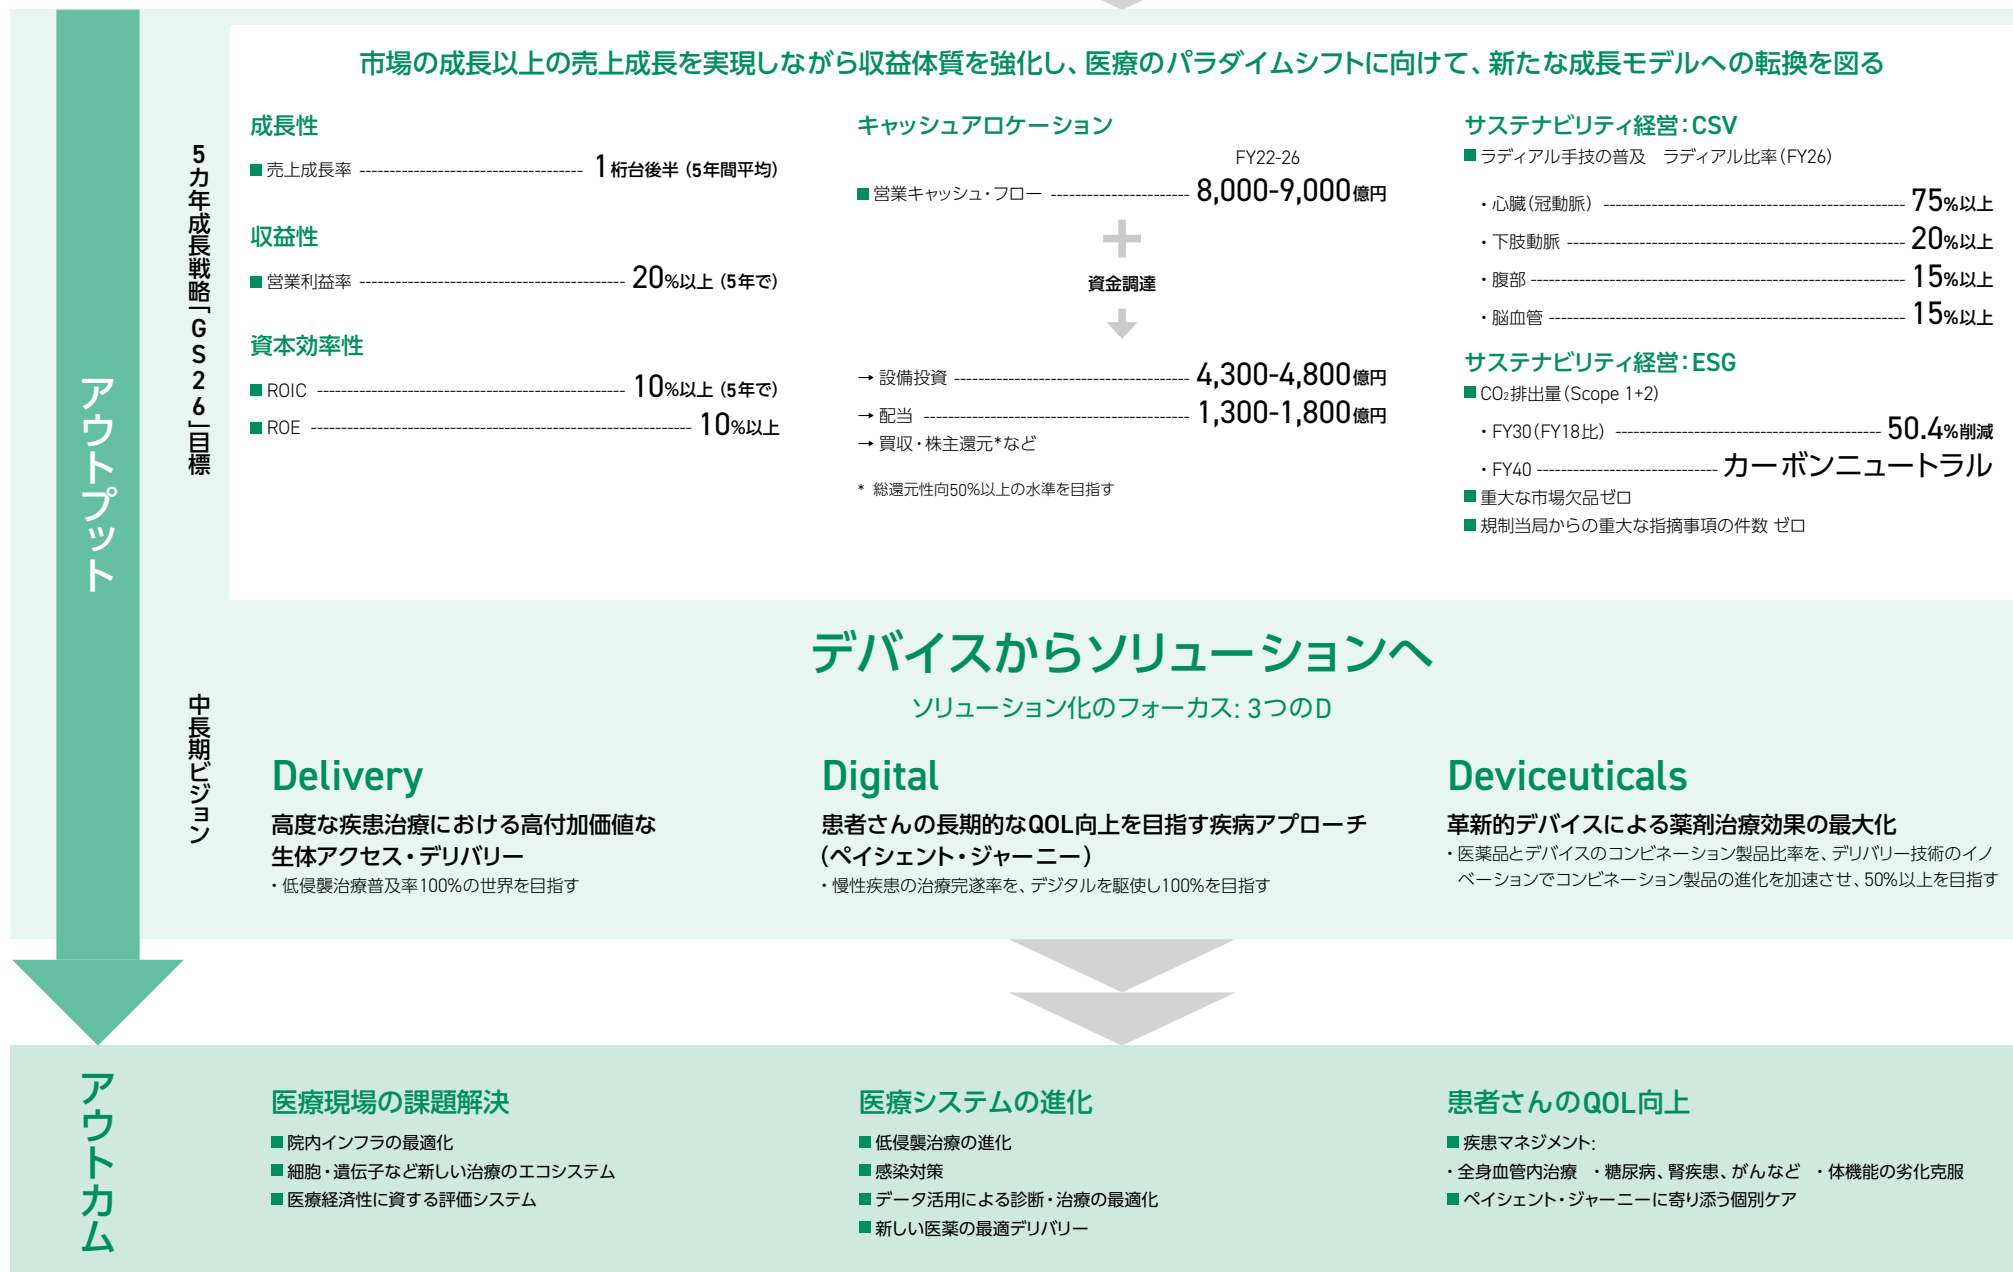 アウトプット
5カ年成長戦略「GS26」目標
市場の成長以上の売上成長を実現しながら収益体質を強化し、医療のパラダイムシフトに向けて、新たな成長モデルへの転換を図る
成長性
■ 売上成長率 1桁台後半（5年間平均）
収益性
■ 営業利益率 20%以上（5年で）
資本効率性
■ ROIC 10%以上（5年で）
■ ROE 10%以上
キャッシュアロケーション
FY22-26
■ 営業キャッシュ・フロー 8,000-9,000億円
＋
資金調達
→ 設備投資 4,300-4,800億円
→ 配当 1,300-1,800億円
→ 買収・株主還元*など
* 総還元性向50%以上の水準を目指す
サステナビリティ経営：CSV
■ ラディアル手技の普及　ラディアル比率（FY26）
・心臓（冠動脈） 75%以上
・下肢動脈 20%以上
・腹部 15%以上
・脳血管 15%以上
サステナビリティ経営：ESG
■ CO₂排出量（Scope 1+2）
・FY30（FY18比） 50.4%削減
・FY40 カーボンニュートラル
■ 重大な市場欠品ゼロ
■ 規制当局からの重大な指摘事項の件数 ゼロ
中長期ビジョン
デバイスからソリューションへ
ソリューション化のフォーカス: 3つのD
Delivery
高度な疾患治療における高付加価値な
生体アクセス・デリバリー
・低侵襲治療普及率100%の世界を目指す
Digital
患者さんの長期的なQOL向上を目指す疾病アプローチ
（ペイシェント・ジャーニー）
・慢性疾患の治療完遂率を、デジタルを駆使し100%を目指す
Deviceuticals
革新的デバイスによる薬剤治療効果の最大化
・医薬品とデバイスのコンビネーション製品比率を、デリバリー技術のイノ
ベーションでコンビネーション製品の進化を加速させ、50%以上を目指す
アウトカム
医療現場の課題解決
■ 院内インフラの最適化
■ 細胞・遺伝子など新しい治療のエコシステム
■ 医療経済性に資する評価システム
医療システムの進化
■ 低侵襲治療の進化
■ 感染対策
■ データ活用による診断・治療の最適化
■ 新しい医薬の最適デリバリー
患者さんのQOL向上
■ 疾患マネジメント:
・全身血管内治療　・糖尿病、腎疾患、がんなど　・体機能の劣化克服
■ ペイシェント・ジャーニーに寄り添う個別ケア